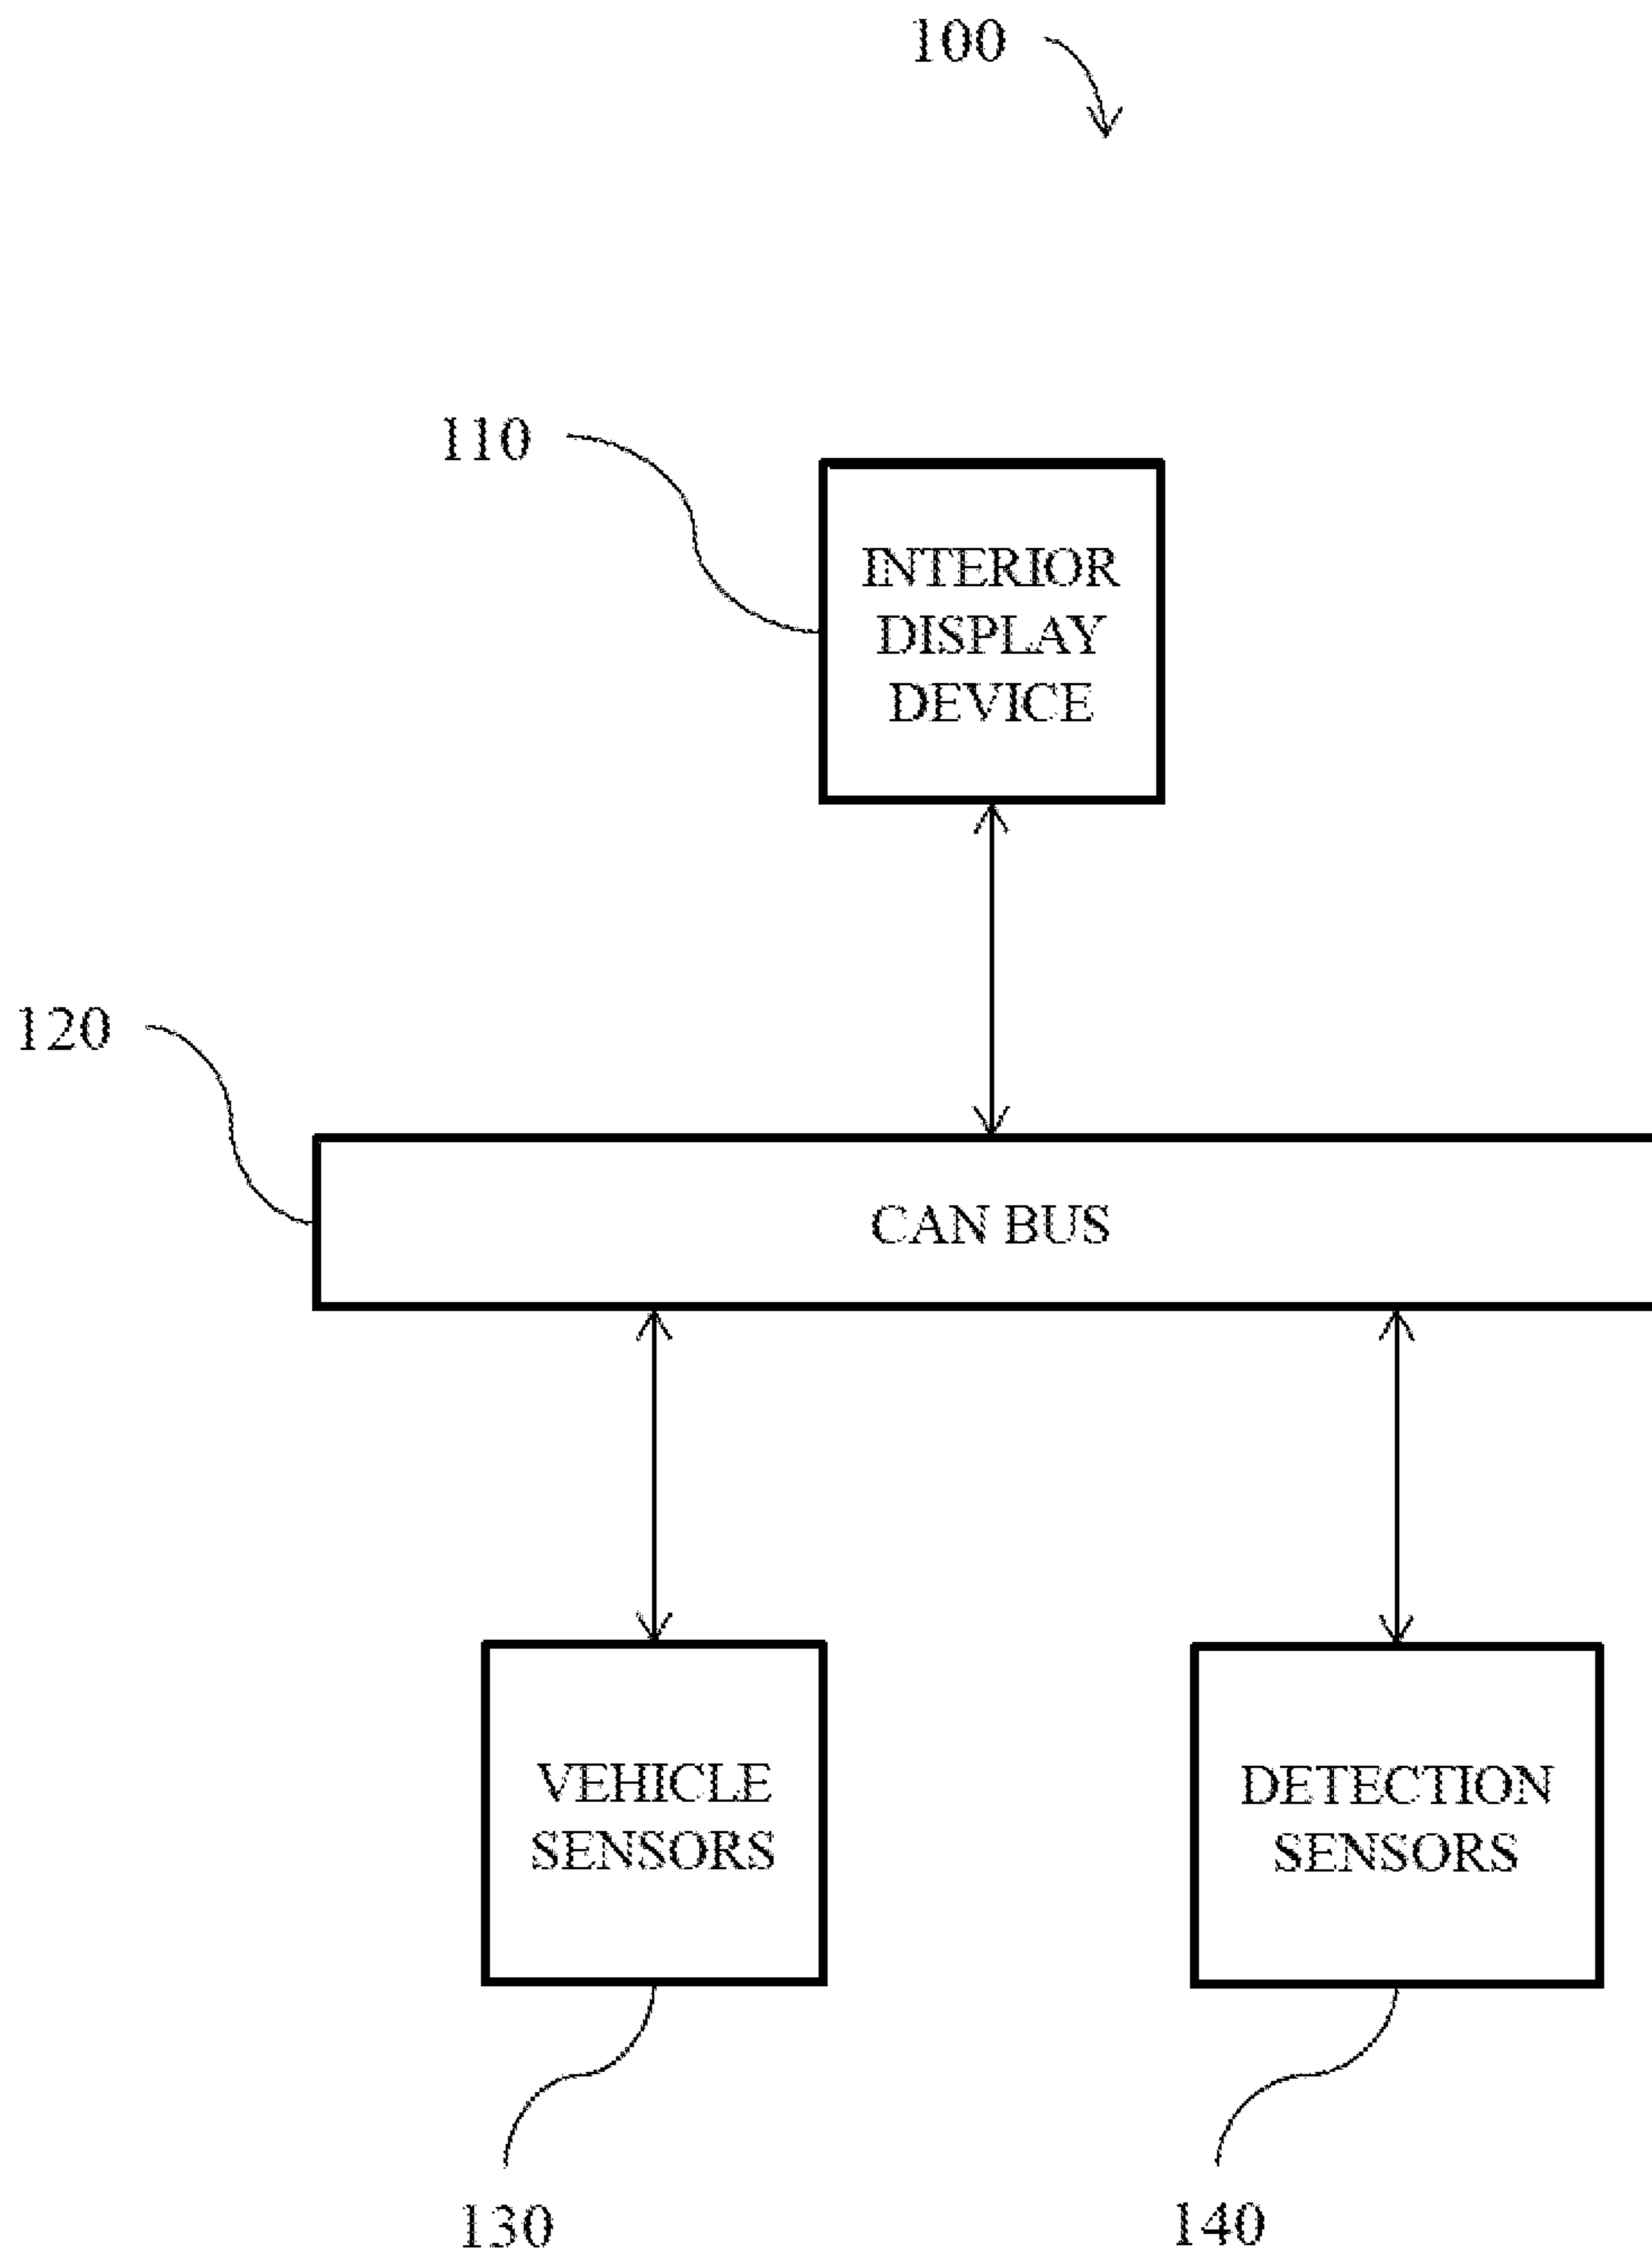 100
110
INTERIOR
DISPLAY
DEVICE
120
CAN BUS
VEHICLE
SENSORS
DETECTION
SENSORS
130
140